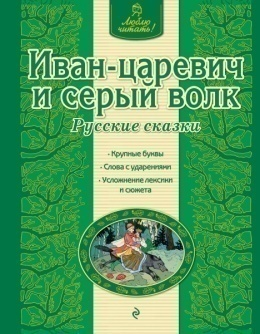 Люблю
читать!
Иван-царевич
и серый волк
Русские сказки
• Крупные буквы
• Слова с ударениями
• Усложнение лексики
и сюжета
Э